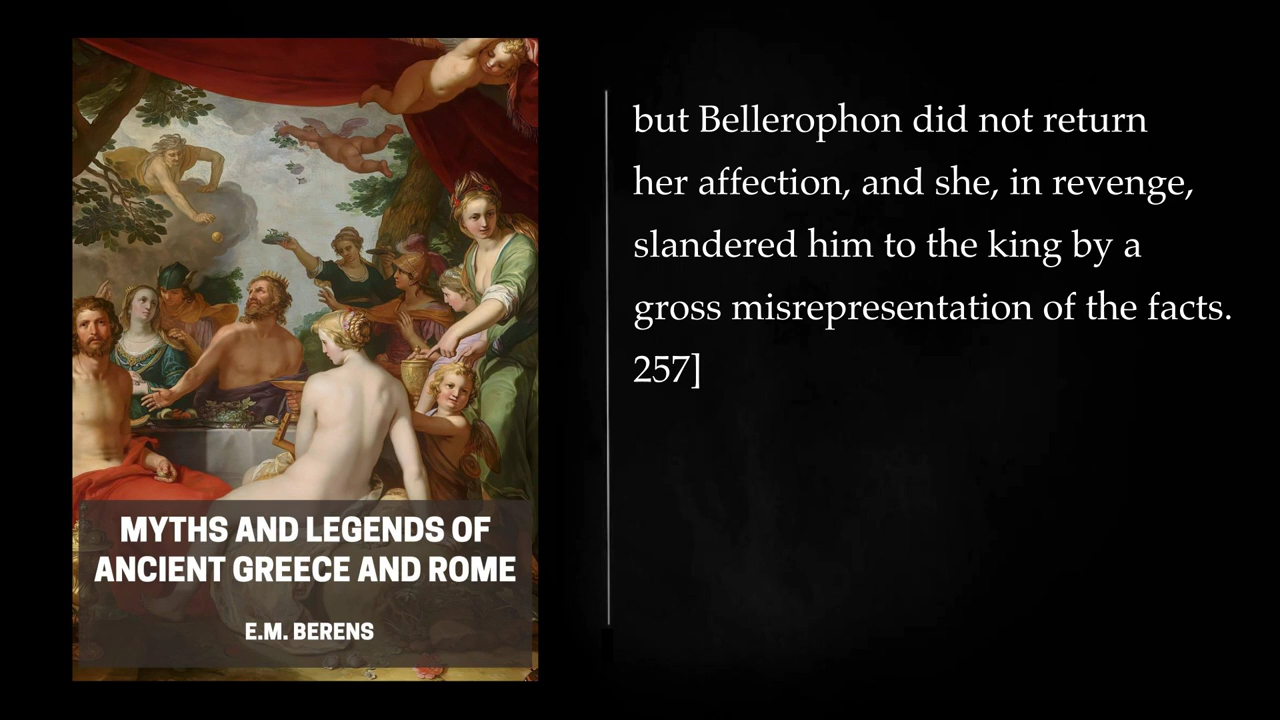 MYTHS AND LEGENDS OF
ANCIENT GREECE AND ROME
E.M. BERENS
but Bellerophon did not return
her affection, and she, in revenge,
slandered him to the king by a
gross misrepresentation of the facts.
257]